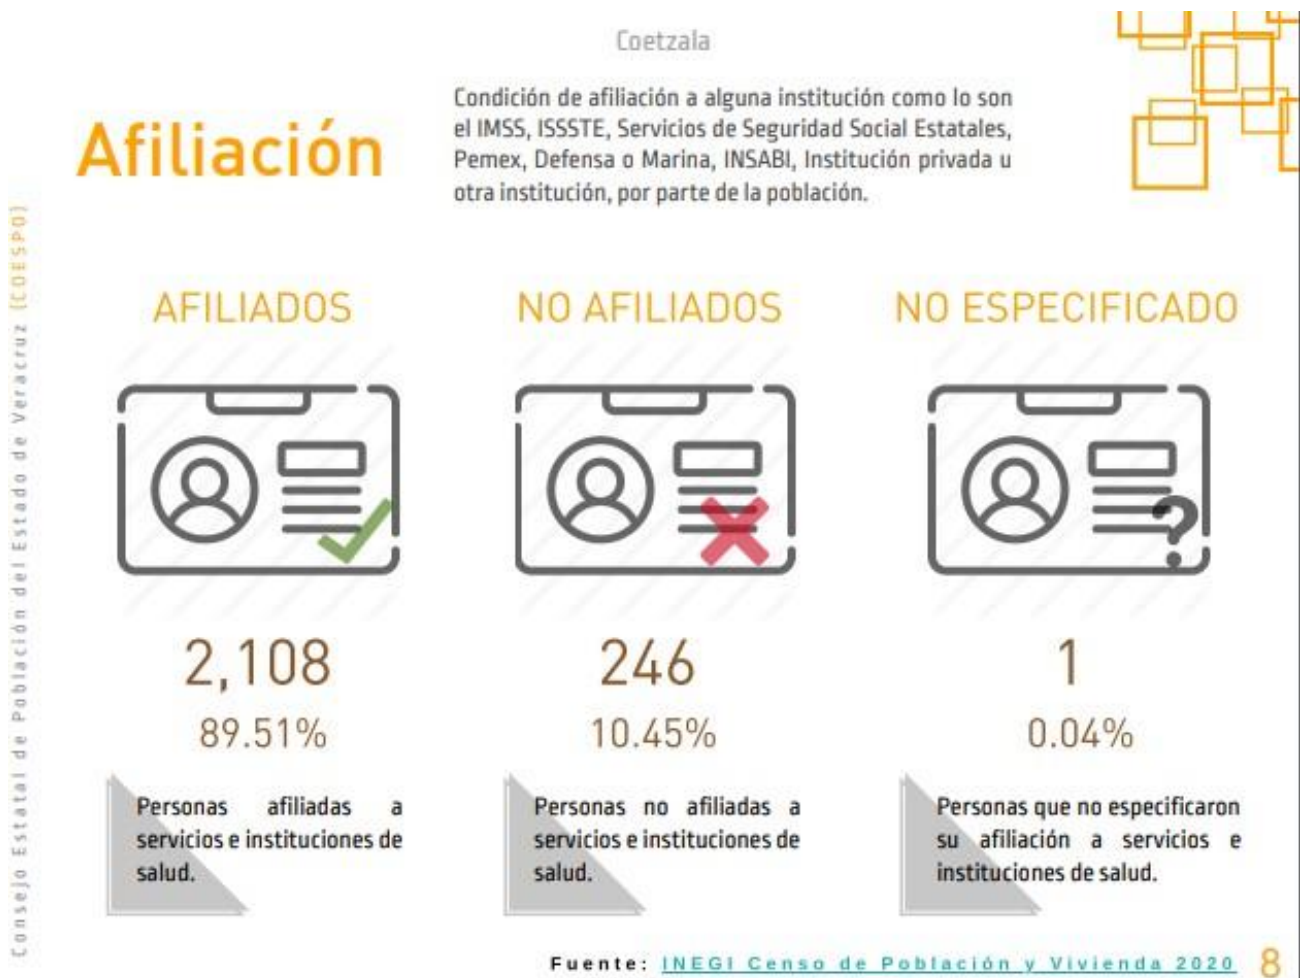 Coetzala
Afiliación
Condición de afiliación a alguna institución como lo son
el IMSS, ISSSTE, Servicios de Seguridad Social Estatales,
Pemex, Defensa o Marina, INSABI, Institución privada u
otra institución, por parte de la población.
Consejo Estatal de Población del Estado de Veracruz (COESPO)
AFILIADOS
2,108
89.51%
Personas afiliadas a
servicios e instituciones de
salud.
NO AFILIADOS
246
10.45%
Personas no afiliadas a
servicios e instituciones de
salud.
NO ESPECIFICADO
?
1
0.04%
Personas que no especificaron
su afiliación a servicios e
instituciones de salud.
Fuente: INEGI Censo de Población y Vivienda 2020
8